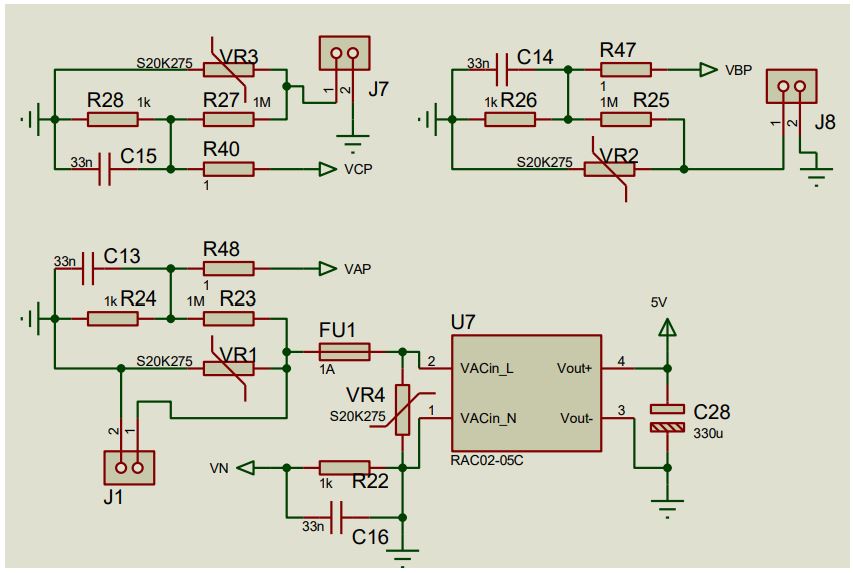 VR3
S20K275
J7
1
2
R28
1k
R27
1M
33n
C15
R40
1
VCP
33n
C14
R47
1
VBP
1k
R26
1M
R25
J8
1
2
S20K275
VR2
33n
C13
R48
1
VAP
1k
R24
1M
R23
S20K275
VR1
2
1
J1
FU1
1A
VR4
S20K275
U7
2
VACin_L
Vout+
4
1
VACin_N
Vout-
3
RAC02-05C
5V
C28
330u
VN
1k
R22
33n
C16